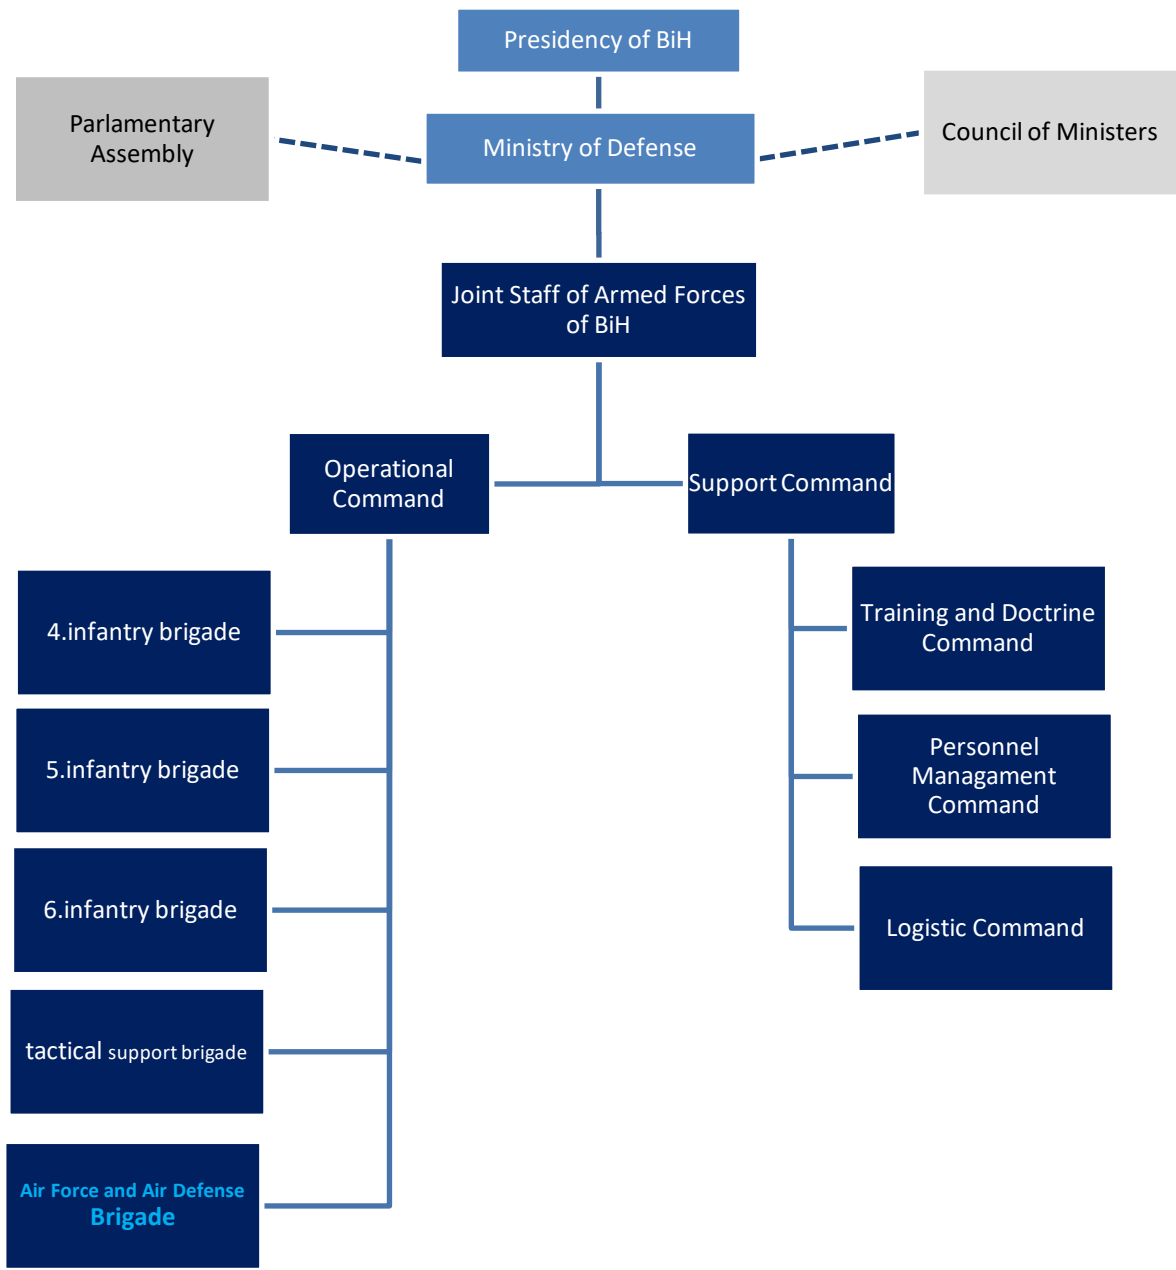 Presidency of BiH
Parlamentary
Assembly
Ministry of Defense
Council of Ministers
Joint Staff of Armed Forces
of BiH
Operational
Command
Support Command
4.infantry brigade
5.infantry brigade
6.infantry brigade
tactical support brigade
Air Force and Air Defense
Brigade
Training and Doctrine
Command
Personnel
Managament
Command
Logistic Command